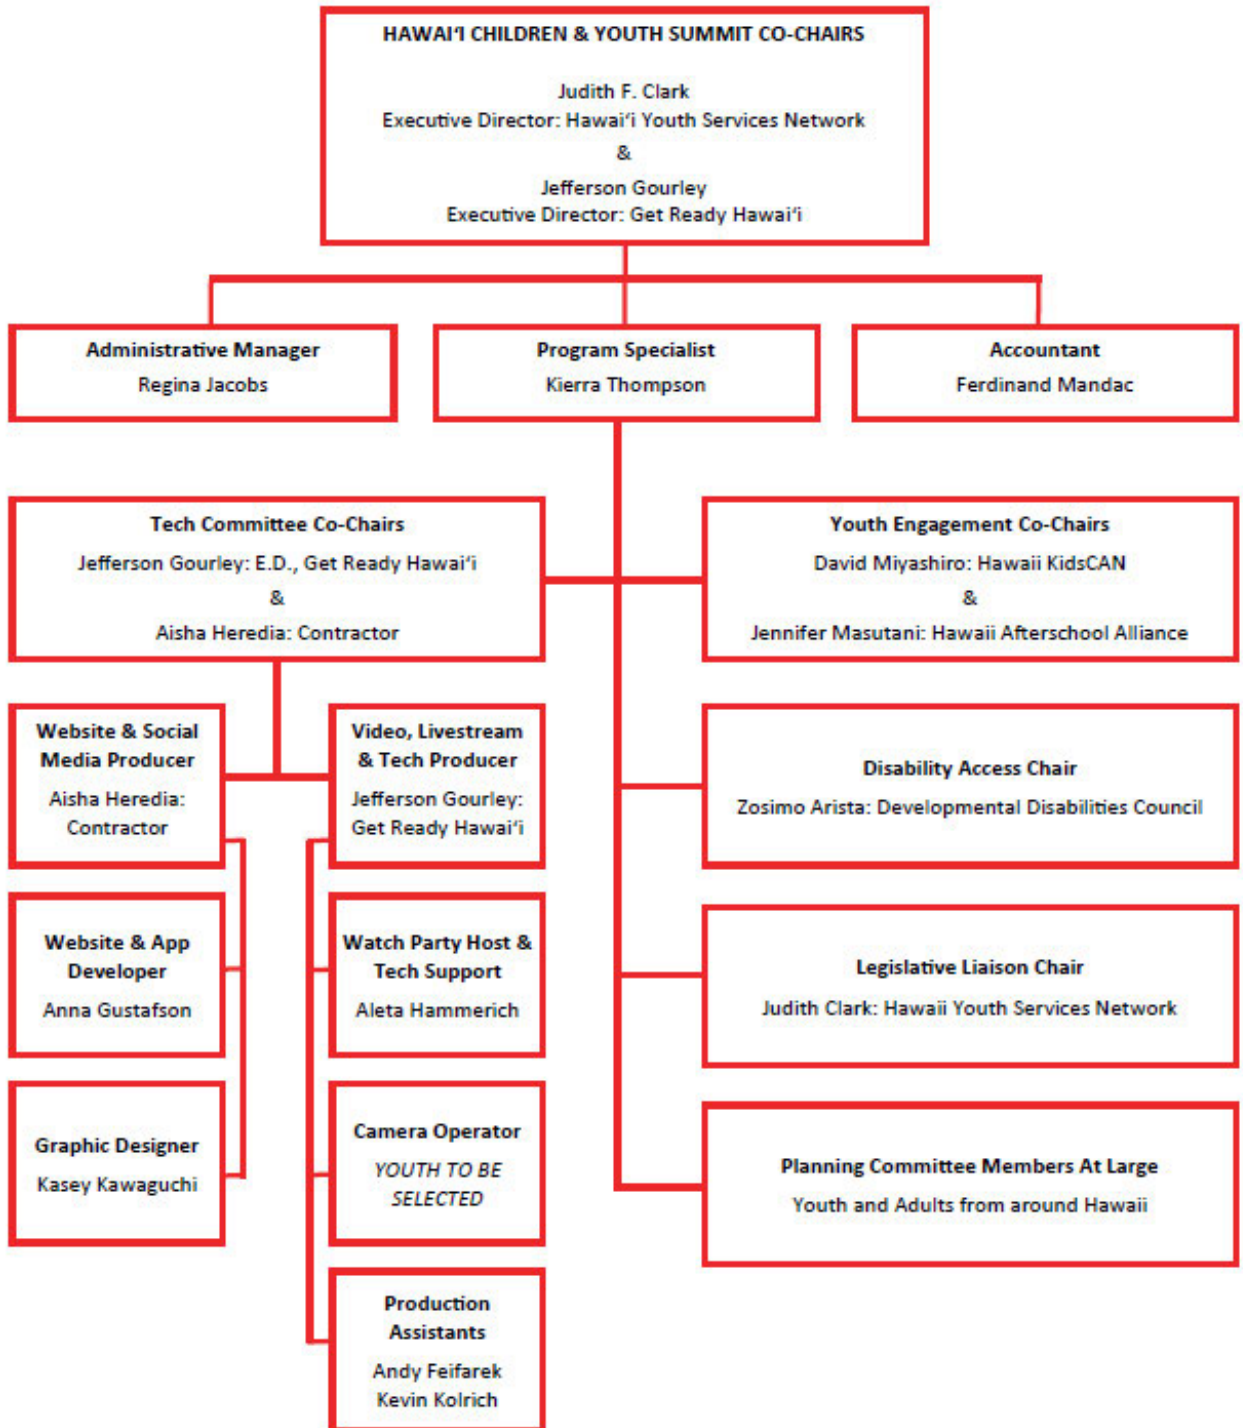 HAWAI‘I CHILDREN & YOUTH SUMMIT CO-CHAIRS
Judith F. Clark
Executive Director: Hawai‘i Youth Services Network
&
Jefferson Gourley
Executive Director: Get Ready Hawai‘i
Administrative Manager
Regina Jacobs
Program Specialist
Kierra Thompson
Accountant
Ferdinand Mandac
Tech Committee Co-Chairs
Jefferson Gourley: E.D., Get Ready Hawai‘i
&
Aisha Heredia: Contractor
Youth Engagement Co-Chairs
David Miyashiro: Hawaii KidsCAN
&
Jennifer Masutani: Hawaii Afterschool Alliance
Website & Social
Media Producer
Aisha Heredia:
Contractor
Video, Livestream
& Tech Producer
Jefferson Gourley:
Get Ready Hawai‘i
Disability Access Chair
Zosimo Arista: Developmental Disabilities Council
Website & App
Developer
Anna Gustafson
Watch Party Host &
Tech Support
Aleta Hammerich
Legislative Liaison Chair
Judith Clark: Hawaii Youth Services Network
Graphic Designer
Kasey Kawaguchi
Camera Operator
YOUTH TO BE
SELECTED
Planning Committee Members At Large
Youth and Adults from around Hawaii
Production
Assistants
Andy Feifarek
Kevin Kolrich